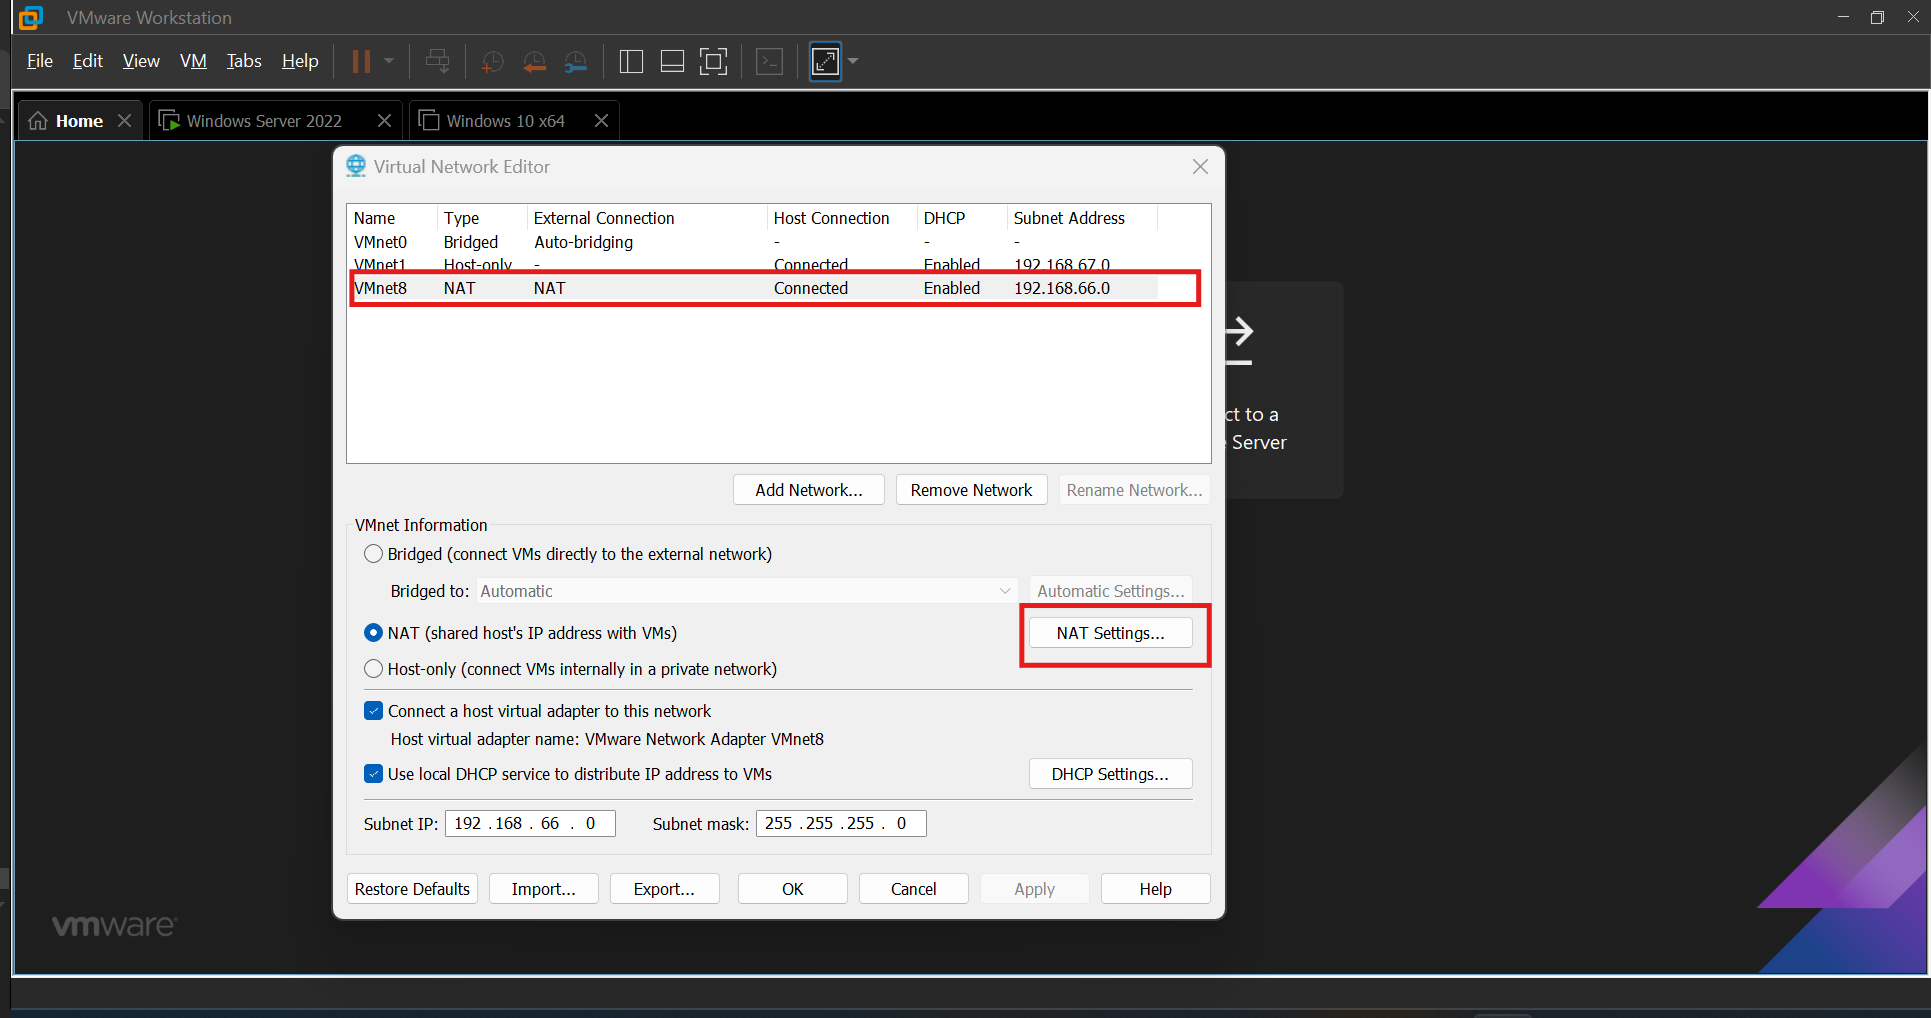 VMware Workstation
File Edit View VM Tabs Help
Home Windows Server 2022 Windows 10 x64
Virtual Network Editor
Name Type External Connection Host Connection DHCP Subnet Address
VMnet0 Bridged Auto-bridging - - -
VMnet1 Host-only - Connected Enabled 192.168.67.0
VMnet8 NAT NAT Connected Enabled 192.168.66.0
ct to a
Server
Add Network... Remove Network Rename Network...
VMnet Information
Bridged (connect VMs directly to the external network)
Bridged to: Automatic Automatic Settings...
NAT (shared host's IP address with VMs) NAT Settings...
Host-only (connect VMs internally in a private network)
Connect a host virtual adapter to this network
Host virtual adapter name: VMware Network Adapter VMnet8
Use local DHCP service to distribute IP address to VMs DHCP Settings...
Subnet IP: 192 . 168 . 66 . 0 Subnet mask: 255 . 255 . 255 . 0
Restore Defaults Import... Export... OK Cancel Apply Help
vmware